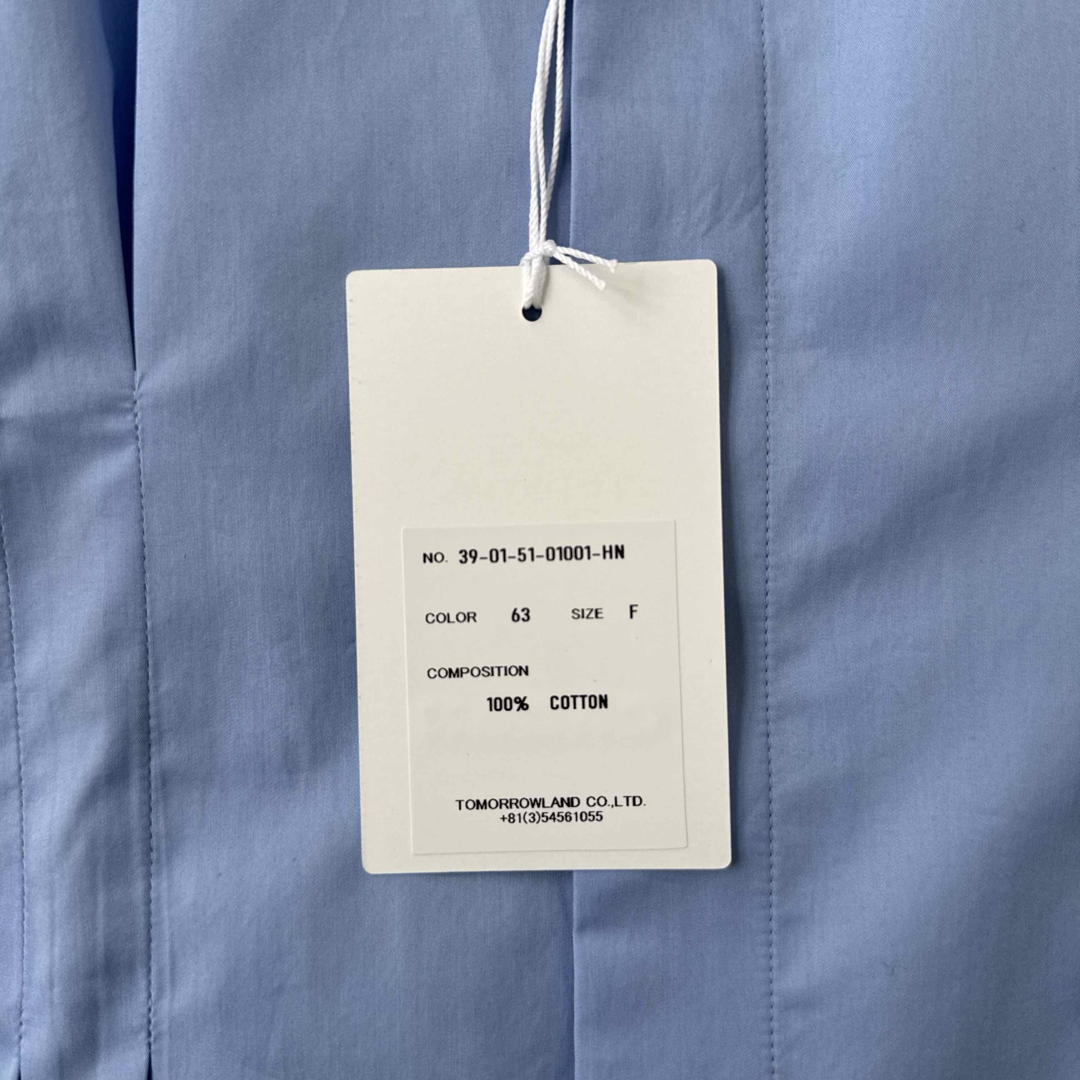 NO. 39-01-51-01001-HN
COLOR 63 SIZE F
COMPOSITION
100% COTTON
TOMORROWLAND CO.,LTD.
+81(3)54561055